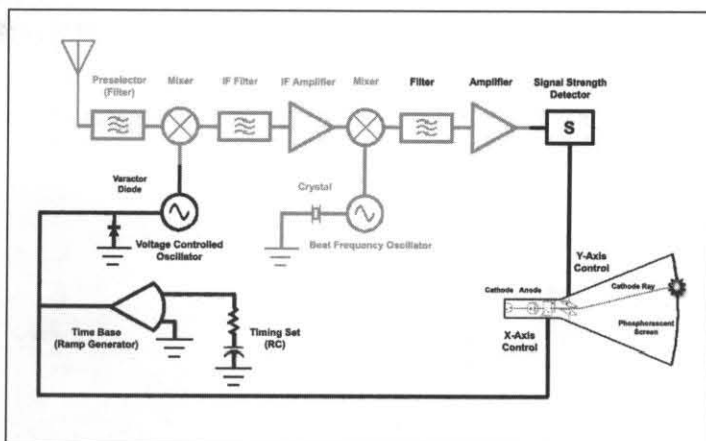 Preselector
(Filter)
Mixer
IF Filter
IF Amplifier
Mixer
Filter
Amplifier
Signal Strength
Detector
S
Varactor
Diode
Voltage Controlled
Oscillator
Crystal
Beat Frequency Oscillator
Y-Axis
Control
Cathode
Anode
Cathode Ray
Phosphorescent
Screen
X-Axis
Control
Time Base
(Ramp Generator)
Timing Set
(RC)